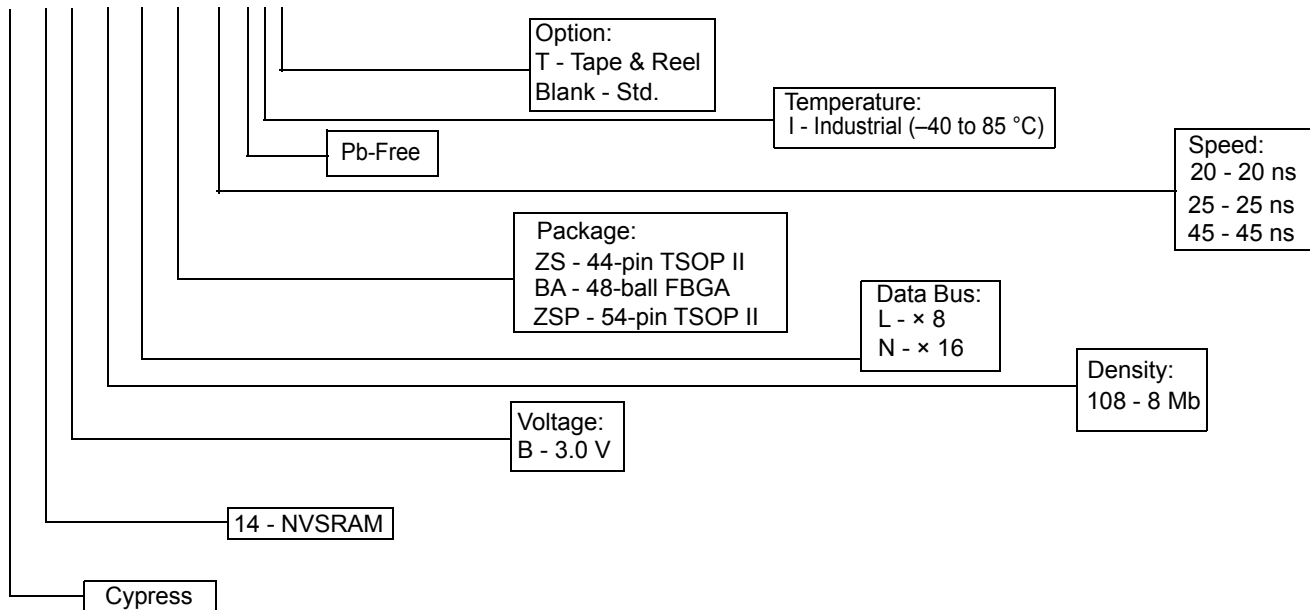 Option:
T - Tape & Reel
Blank - Std.
Temperature:
I - Industrial (–40 to 85 °C)
Pb-Free
Speed:
20 - 20 ns
25 - 25 ns
45 - 45 ns
Package:
ZS - 44-pin TSOP II
BA - 48-ball FBGA
ZSP - 54-pin TSOP II
Data Bus:
L - × 8
N - × 16
Density:
108 - 8 Mb
Voltage:
B - 3.0 V
14 - NVSRAM
Cypress